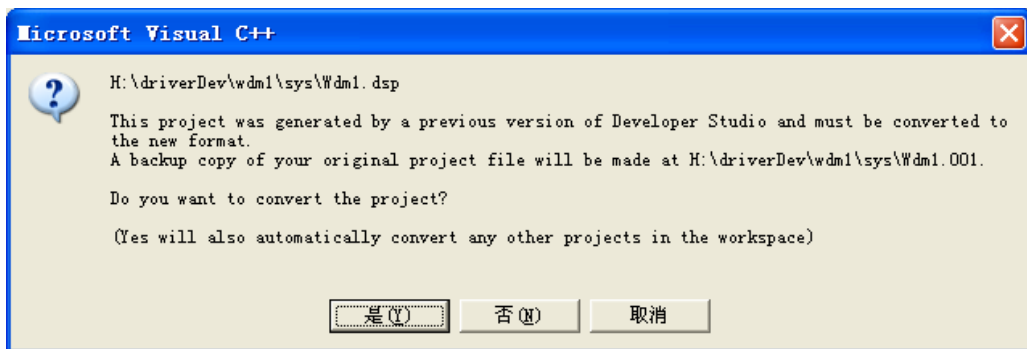 Microsoft Visual C++
H:\driverDev\wdm1\sys\Wdm1.dsp
This project was generated by a previous version of Developer Studio and must be converted to
the new format.
A backup copy of your original project file will be made at H:\driverDev\wdm1\sys\Wdm1.001.
Do you want to convert the project?
(Yes will also automatically convert any other projects in the workspace)
是(Y) 否(N) 取消